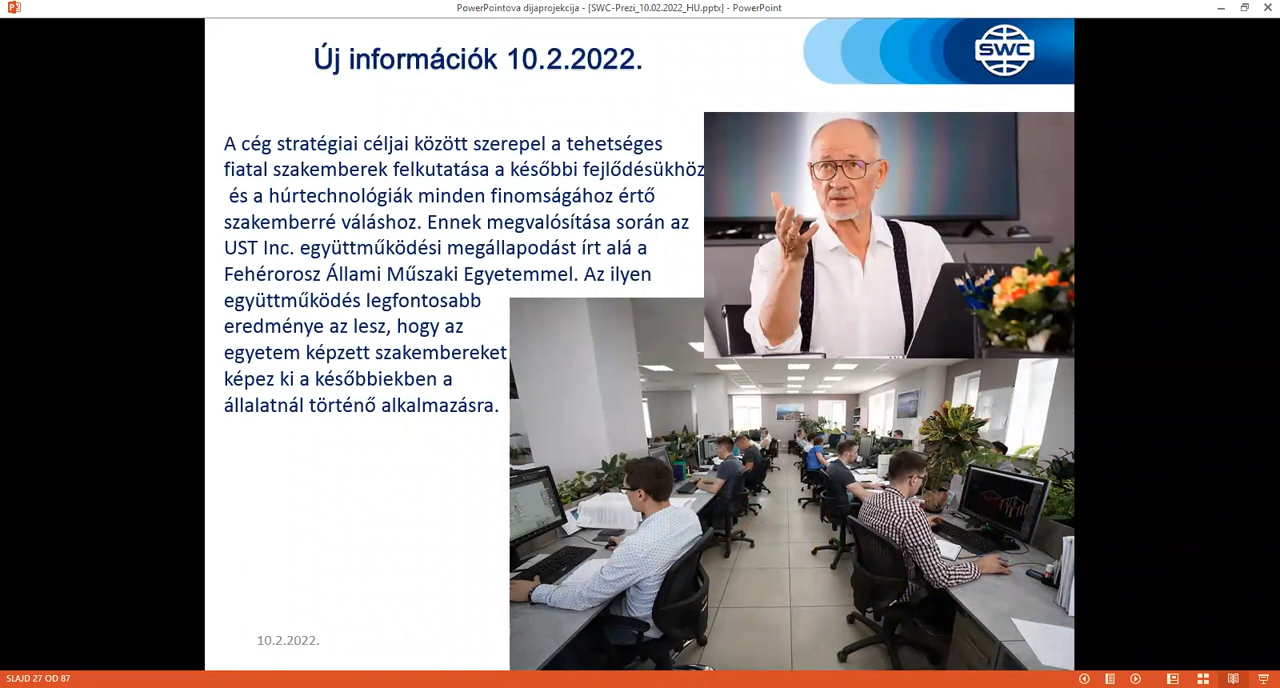 PowerPointova dijaprojekcija - [SWC-Prezi_10.02.2022_HU.pptx] - PowerPoint
Új információk 10.2.2022.
SWC
A cég stratégiai céljai között szerepel a tehetséges
fiatal szakemberek felkutatása a későbbi fejlődésükhöz
és a húrtechnológiák minden finomságához értő
szakemberré váláshoz. Ennek megvalósítása során az
UST Inc. együttműködési megállapodást írt alá a
Fehérorosz Állami Műszaki Egyetemmel. Az ilyen
együttműködés legfontosabb
eredménye az lesz, hogy az
egyetem képzett szakembereket
képez ki a későbbiekben a
állalatnál történő alkalmazásra.
10.2.2022.
SLAJD 27 OD 87